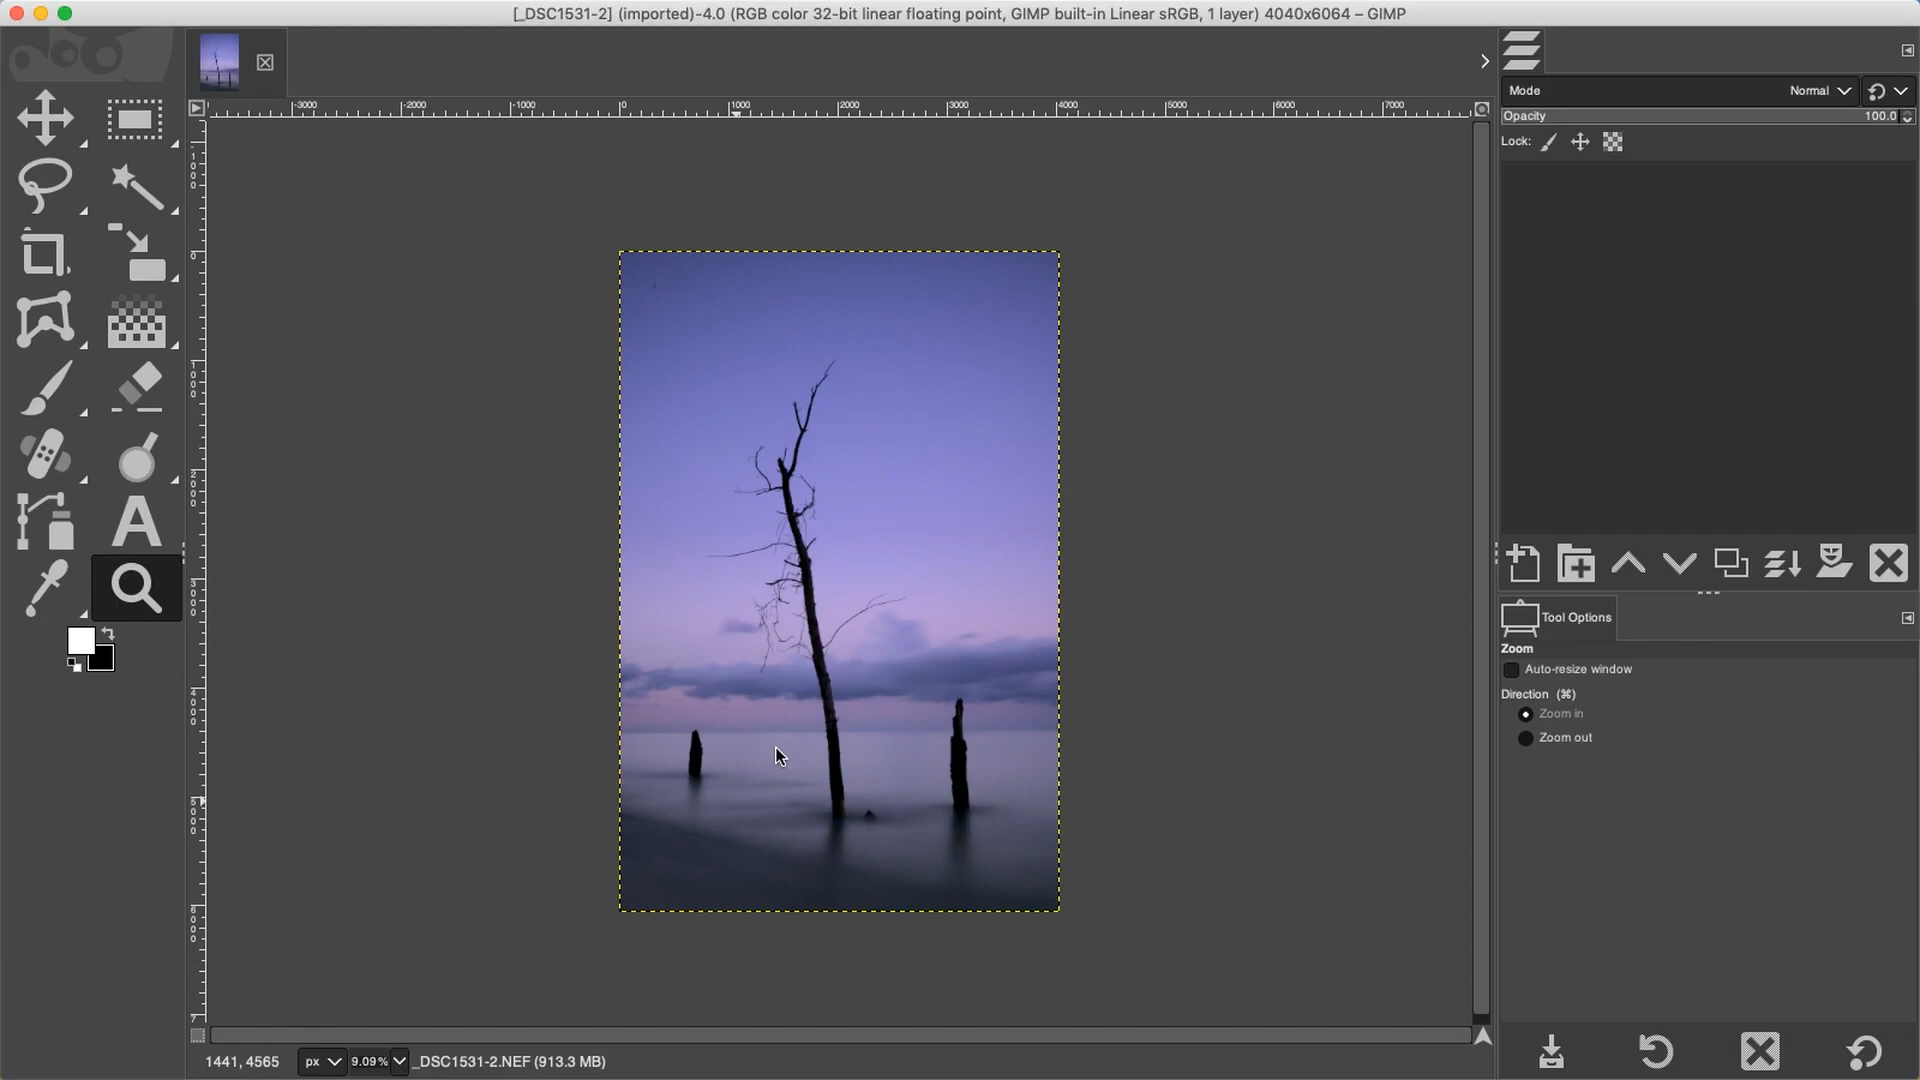 [_DSC1531-2] (imported)-4.0 (RGB color 32-bit linear floating point, GIMP built-in Linear sRGB, 1 layer) 4040x6064 – GIMP
-3000 -2000 -1000 0 1000 2000 3000 4000 5000 6000 7000
Mode Normal
Opacity 100.0
Lock:
Tool Options
Zoom
Auto-resize window
Direction (⌘)
Zoom in
Zoom out
1441, 4565 px 9.09% _DSC1531-2.NEF (913.3 MB)